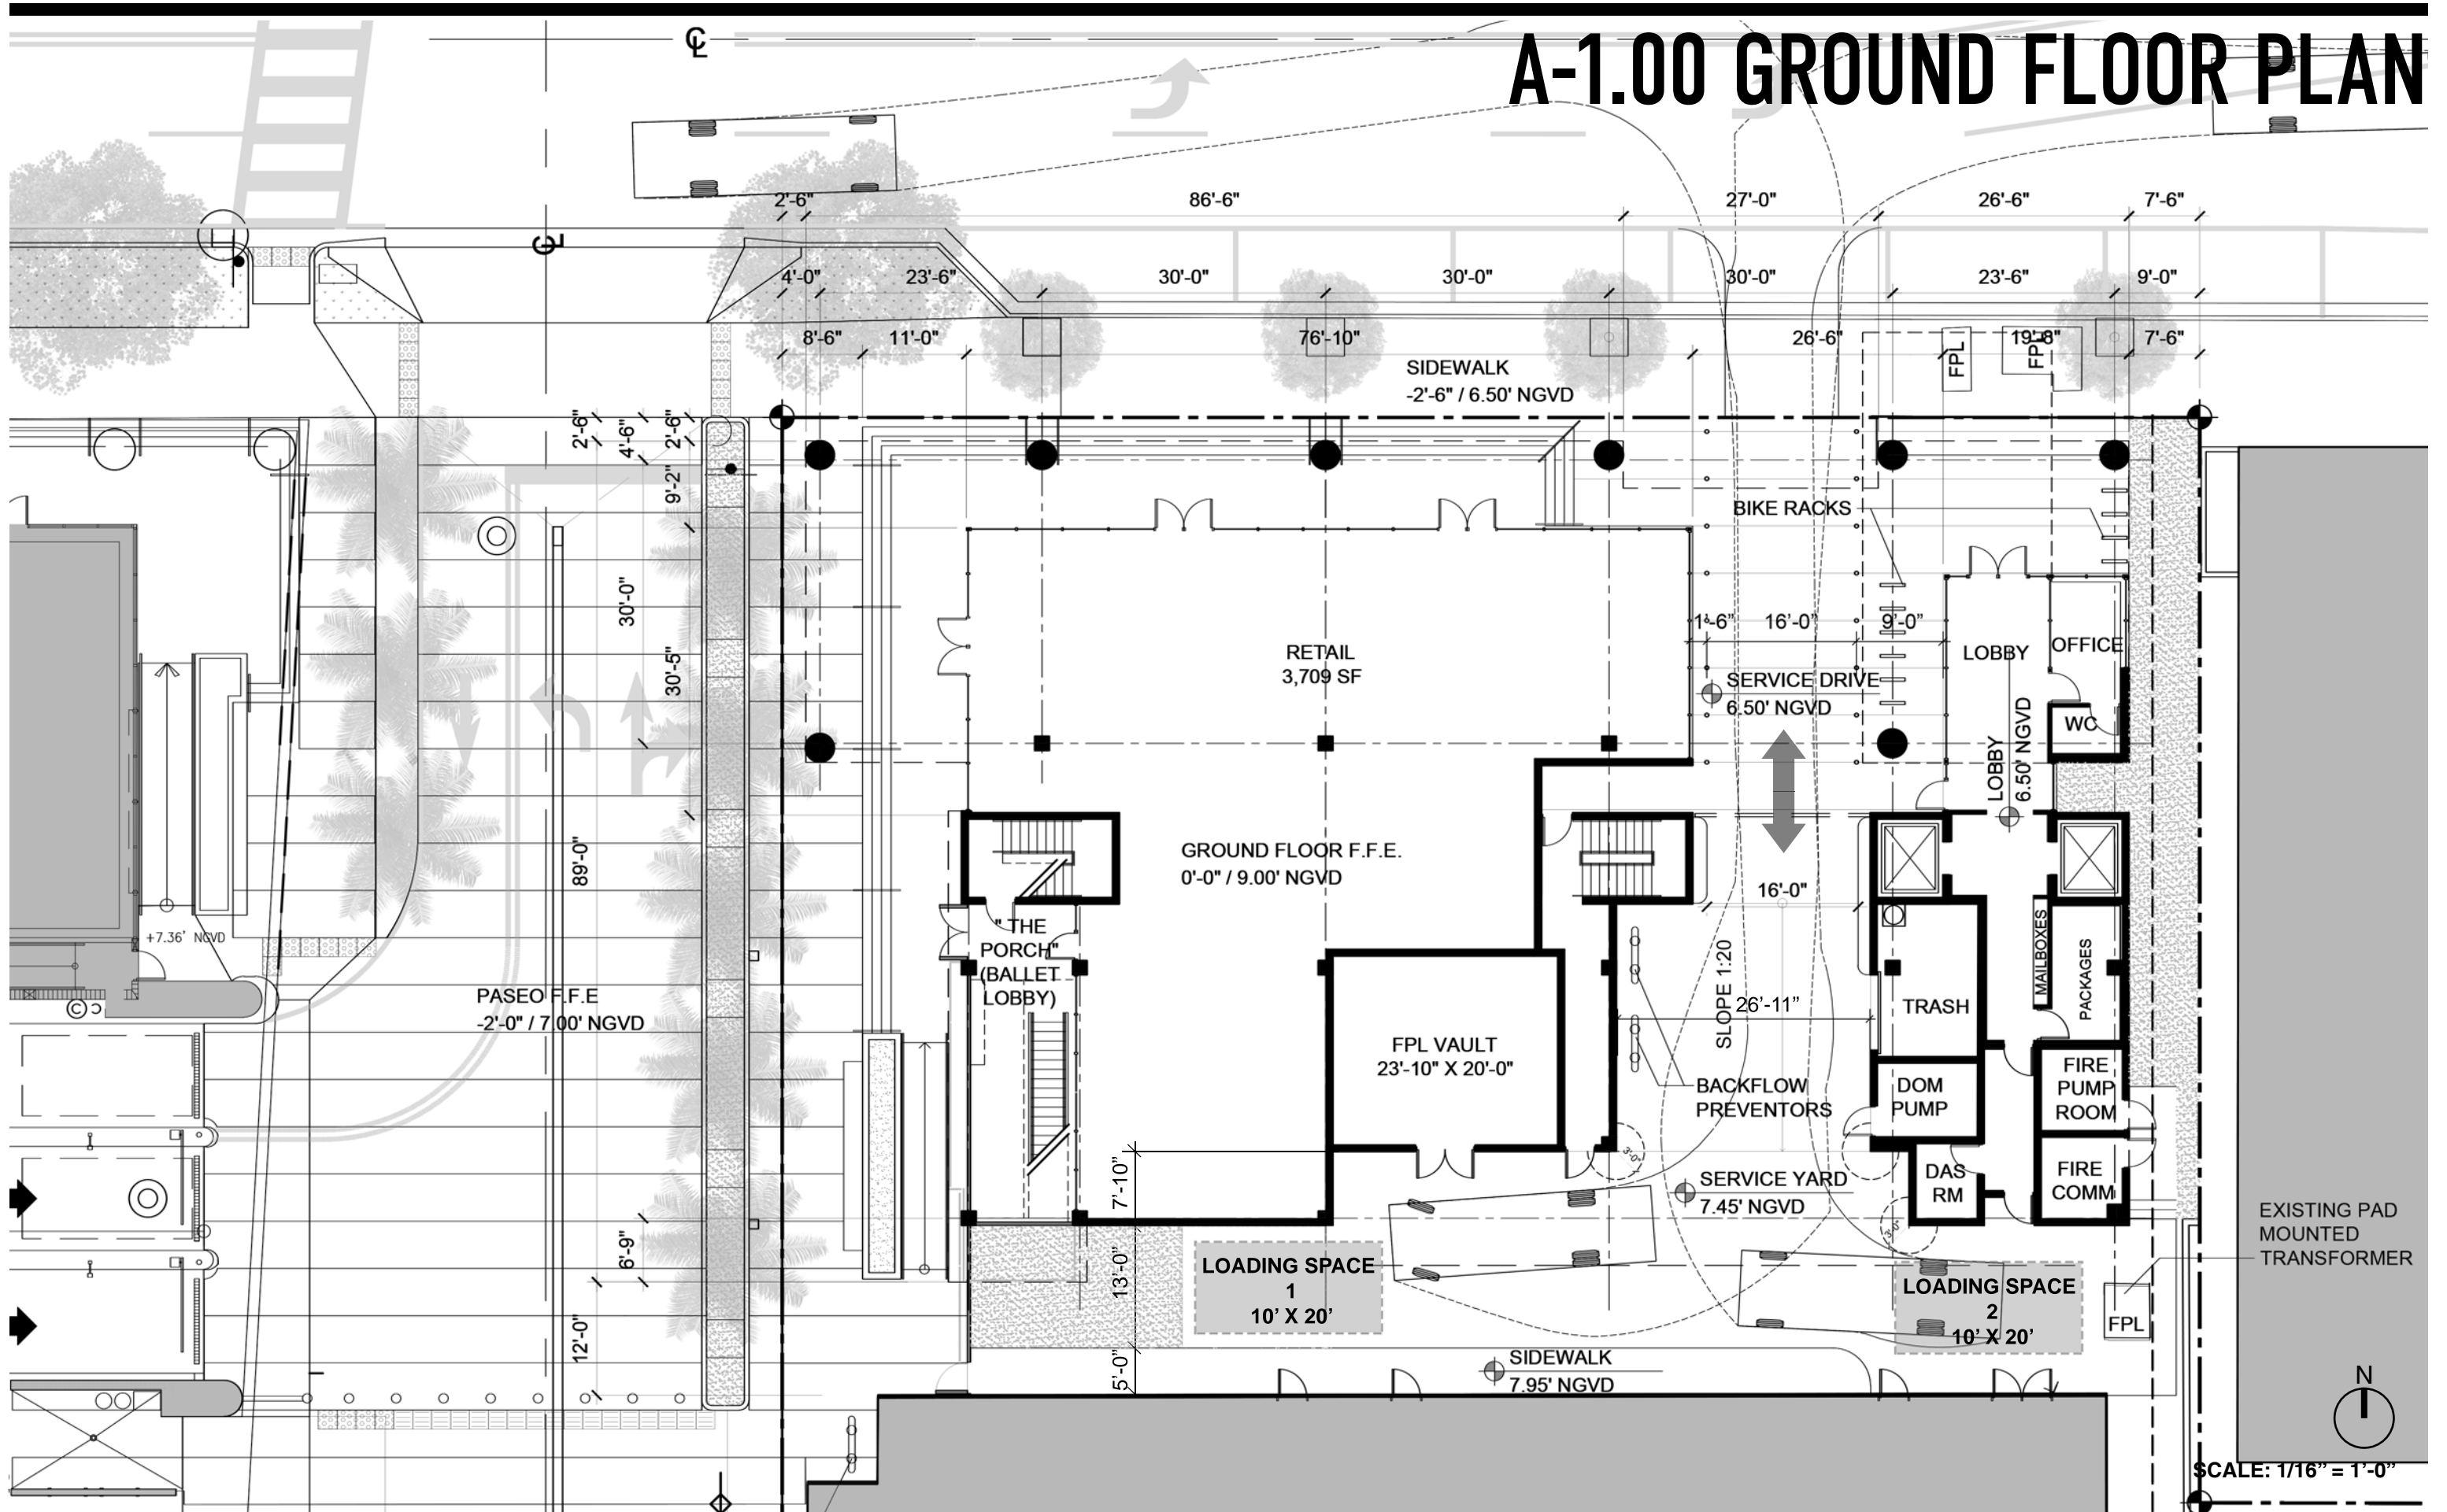 A-1.00 GROUND FLOOR PLAN
2'-6"
86'-6"
27'-0"
26'-6"
7'-6"
4'-0"
23'-6"
30'-0"
30'-0"
30'-0"
23'-6"
9'-0"
8'-6"
11'-0"
76'-10"
26'-6"
19'-8"
7'-6"
FPL
FPL
SIDEWALK
-2'-6" / 6.50' NGVD
2'-6"
4'-6"
2'-6"
9'-2"
30'-0"
30'-5"
89'-0"
6'-9"
12'-0"
BIKE RACKS
1'-6”
16’-0”
9’-0”
RETAIL
3,709 SF
LOBBY
OFFICE
WC
SERVICE DRIVE
6.50' NGVD
LOBBY
6.50' NGVD
GROUND FLOOR F.F.E.
0'-0" / 9.00' NGVD
16'-0"
+7.36' NGVD
" THE
PORCH"
(BALLET
LOBBY)
PASEO F.F.E
-2'-0" / 7.00' NGVD
SLOPE 1:20
26’-11”
MAILBOXES
PACKAGES
TRASH
FPL VAULT
23'-10" X 20'-0"
BACKFLOW
PREVENTORS
DOM
PUMP
FIRE
PUMP
ROOM
7’-10”
3'-0"
SERVICE YARD
7.45' NGVD
DAS
RM
FIRE
COMM
EXISTING PAD
MOUNTED
TRANSFORMER
13’-0”
LOADING SPACE
1
10’ X 20’
LOADING SPACE
2
10’ X 20’
FPL
5’-0”
SIDEWALK
7.95' NGVD
N
SCALE: 1/16” = 1’-0”